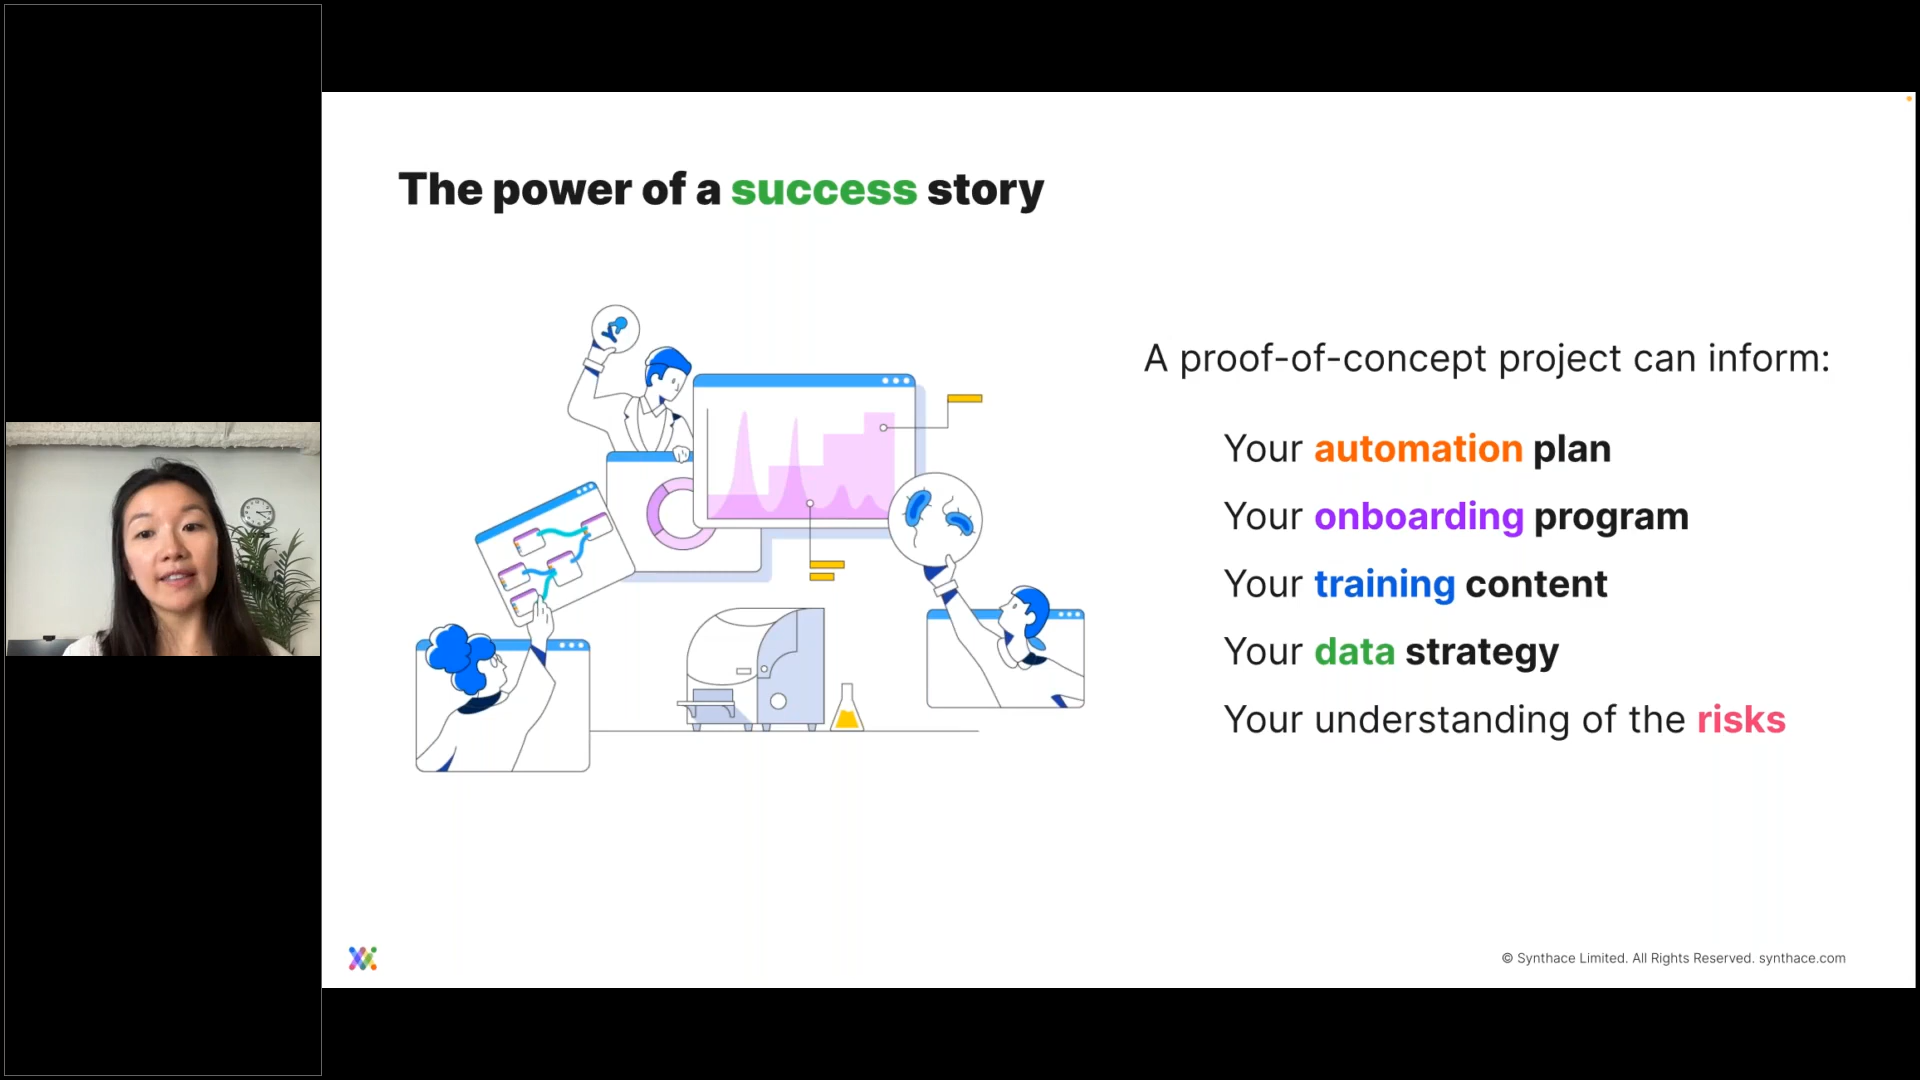 The power of a success story
A proof-of-concept project can inform:
Your automation plan
Your onboarding program
Your training content
Your data strategy
Your understanding of the risks
© Synthace Limited. All Rights Reserved. synthace.com